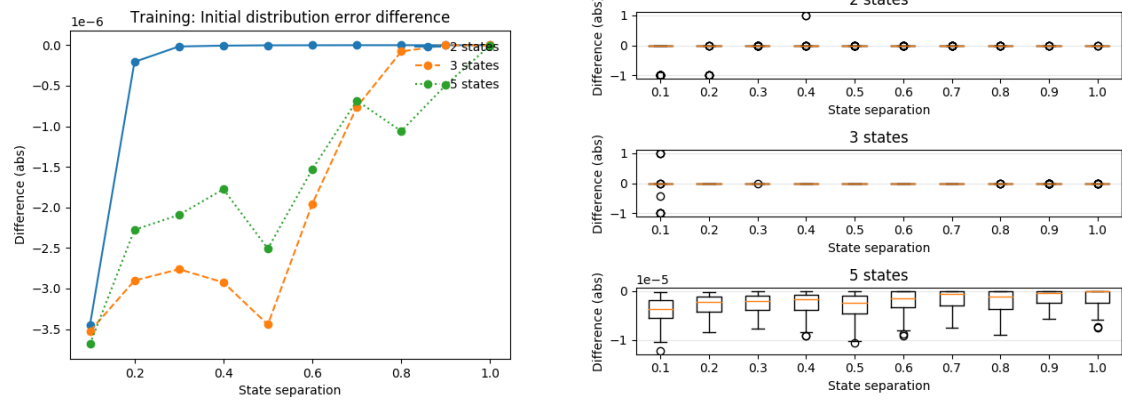 Training: Initial distribution error difference
1e−6
0.0
−0.5
−1.0
−1.5
−2.0
−2.5
−3.0
−3.5
Difference (abs)
2 states
3 states
5 states
0.2 0.4 0.6 0.8 1.0
State separation
2 states
Difference (abs)
1
0
−1
0.1 0.2 0.3 0.4 0.5 0.6 0.7 0.8 0.9 1.0
State separation
3 states
Difference (abs)
1
0
−1
0.1 0.2 0.3 0.4 0.5 0.6 0.7 0.8 0.9 1.0
State separation
5 states
1e−5
Difference (abs)
0
−1
0.1 0.2 0.3 0.4 0.5 0.6 0.7 0.8 0.9 1.0
State separation